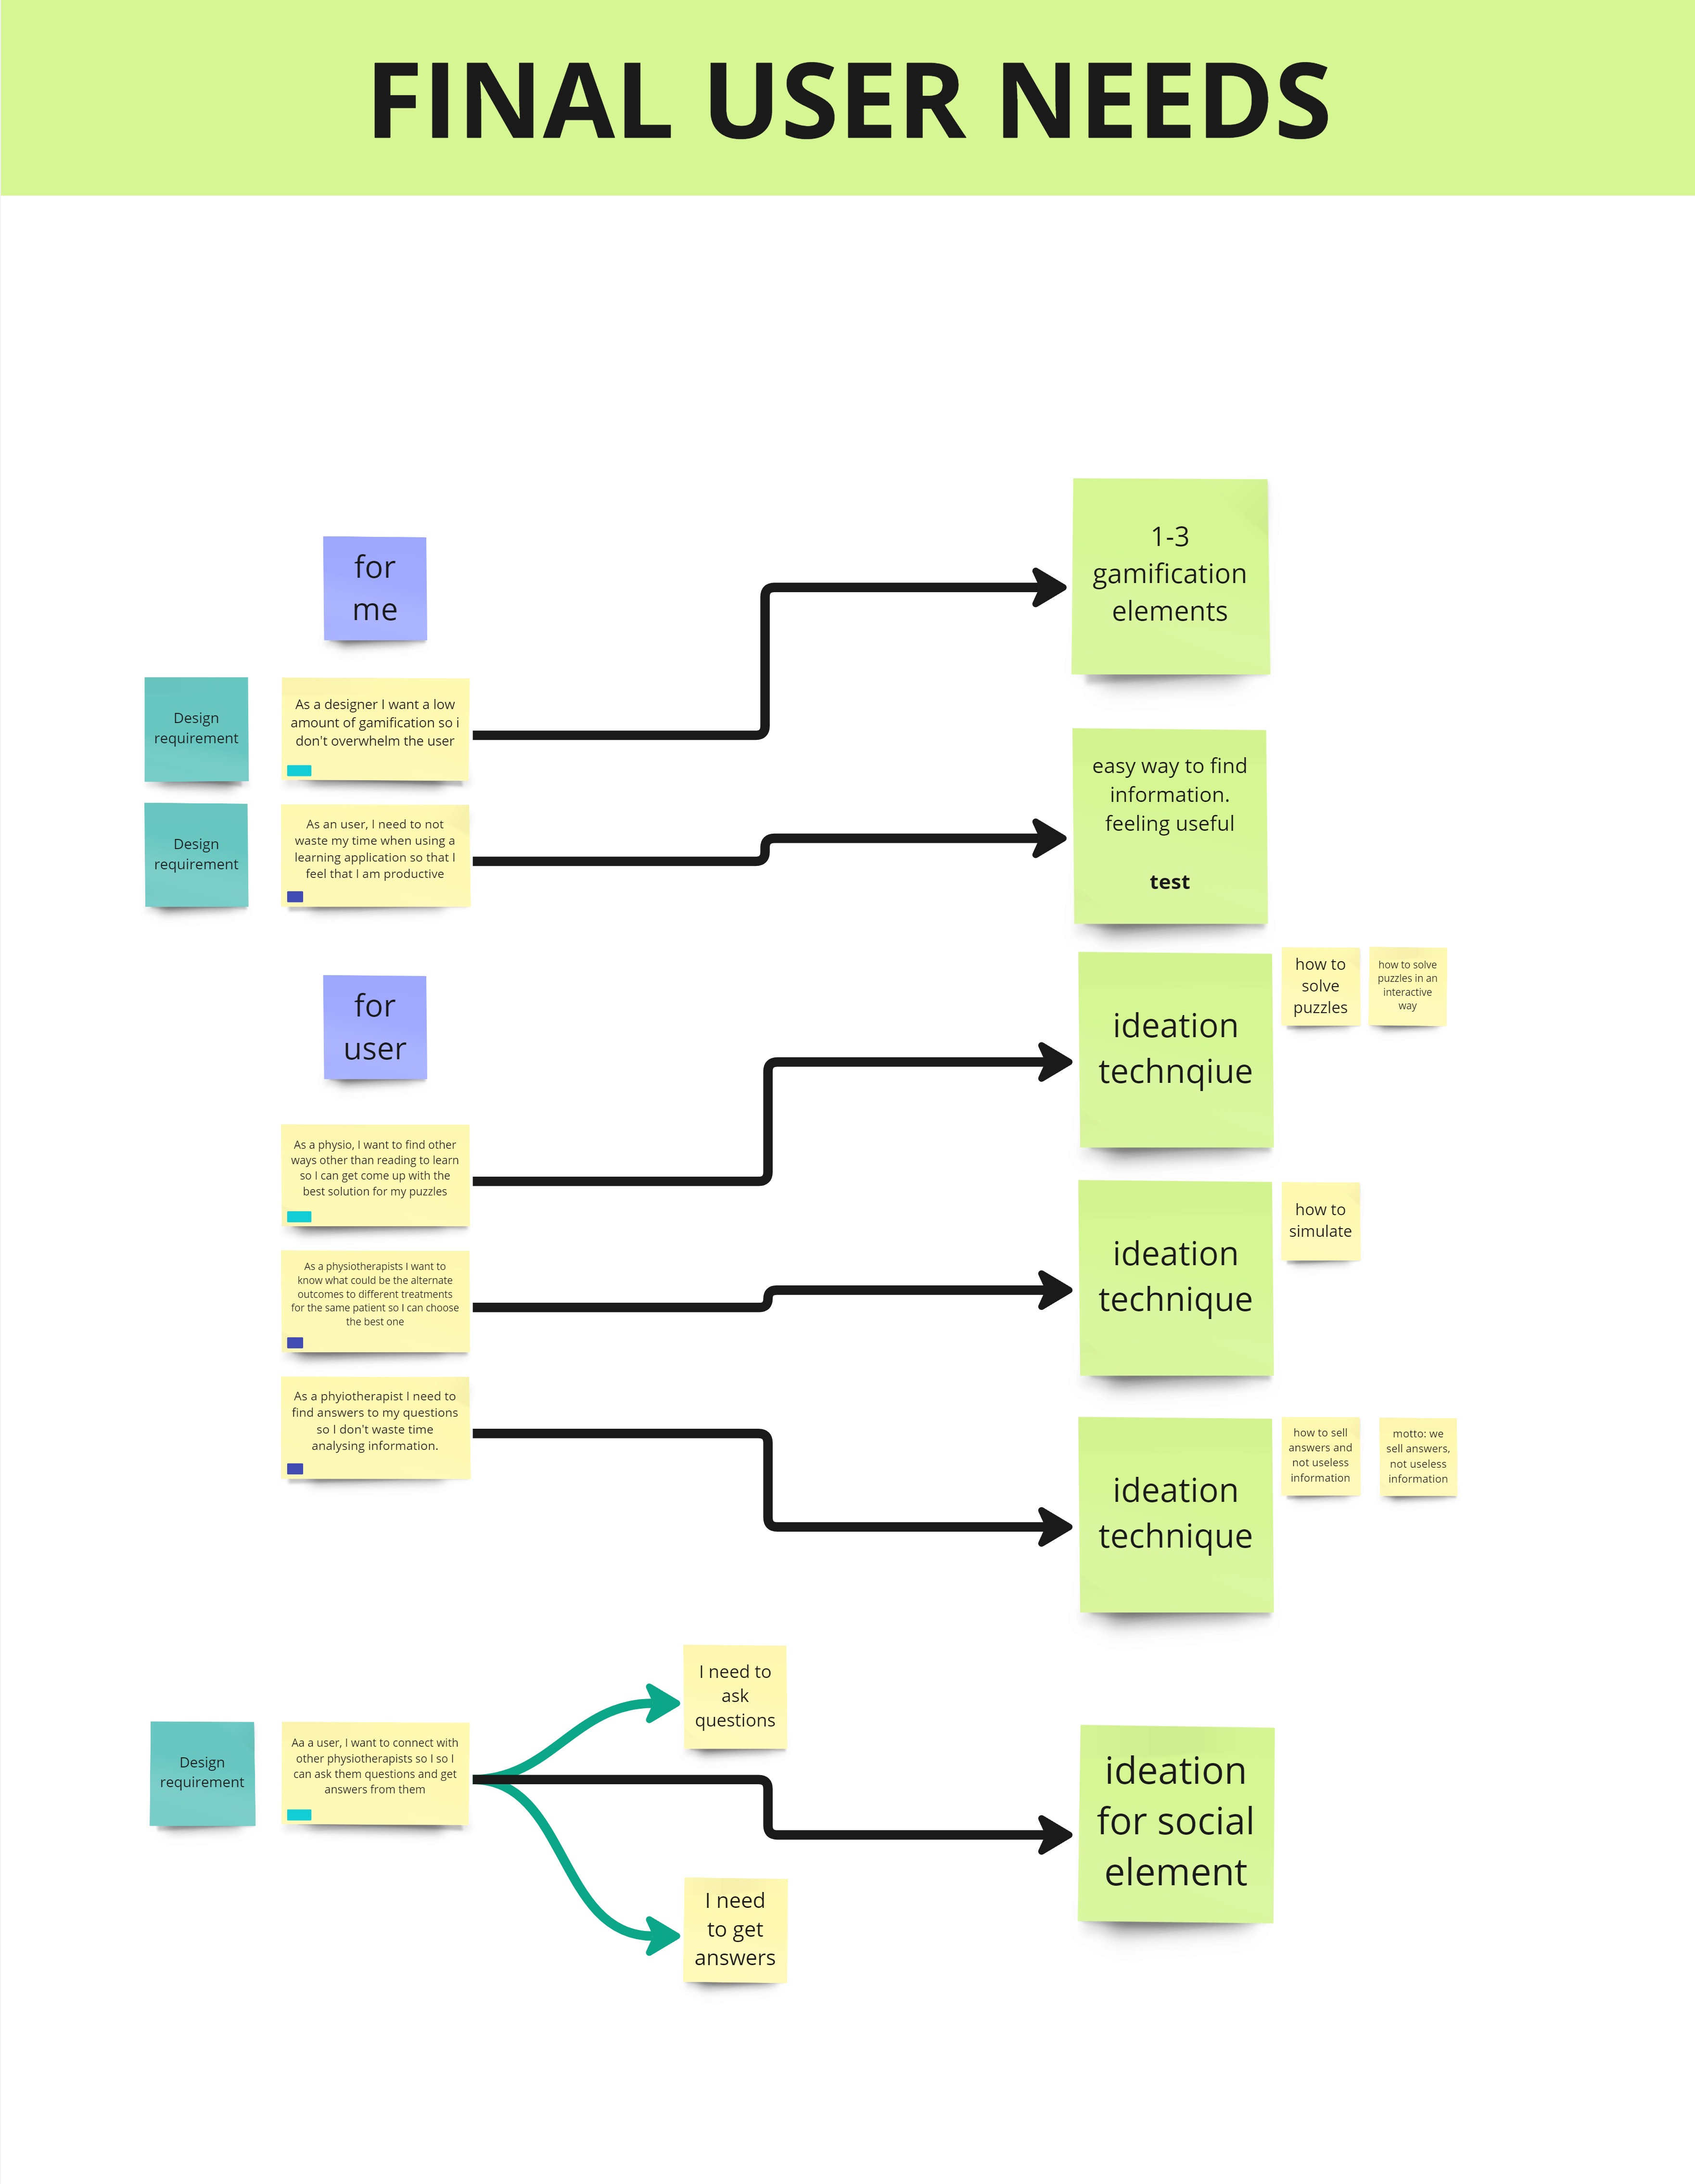 FINAL USER NEEDS
for
me
1-3
gamification
elements
Design
requirement
As a designer I want a low
amount of gamification so i
don't overwhelm the user
Design
requirement
As an user, I need to not
waste my time when using a
learning application so that I
feel that I am productive
easy way to find
information.
feeling useful
test
for
user
ideation
technqiue
how to
solve
puzzles
how to solve
puzzles in an
interactive
way
As a physio, I want to find other
ways other than reading to learn
so I can get come up with the
best solution for my puzzles
ideation
technique
how to
simulate
As a physiotherapists I want to
know what could be the alternate
outcomes to different treatments
for the same patient so I can choose
the best one
As a phyiotherapist I need to
find answers to my questions
so I don't waste time
analysing information.
ideation
technique
how to sell
answers and
not useless
information
motto: we
sell answers,
not useless
information
I need to
ask
questions
Design
requirement
Aa a user, I want to connect with
other physiotherapists so I so I
can ask them questions and get
answers from them
ideation
for social
element
I need
to get
answers